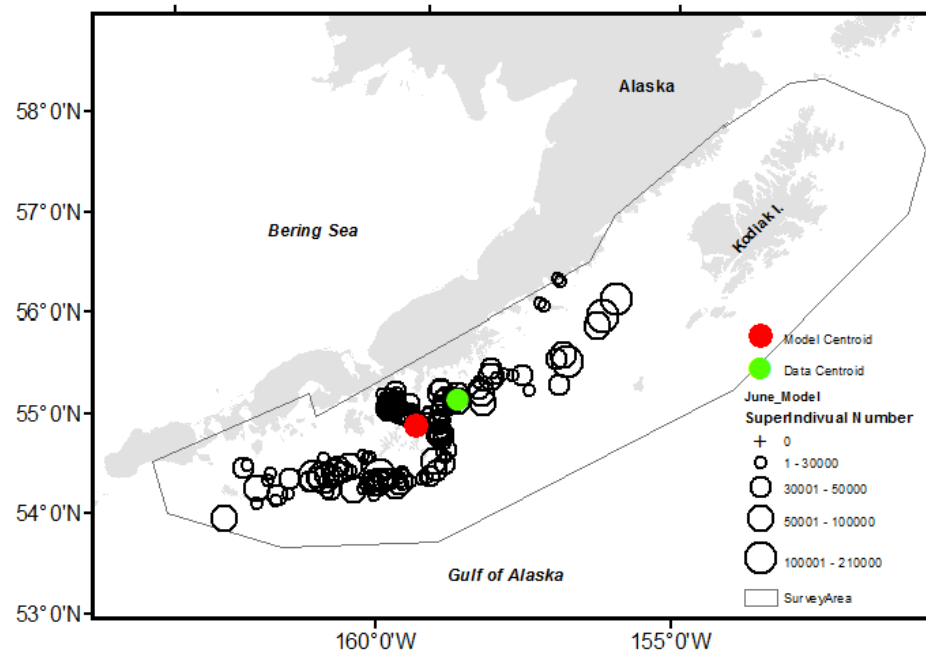 58°0'N
57°0'N
56°0'N
55°0'N
54°0'N
53°0'N
160°0'W
155°0'W
Alaska
Bering Sea
Kodiak I.
Gulf of Alaska
Model Centroid
Data Centroid
June_Model
SuperIndivual Number
0
1 - 30000
30001 - 50000
50001 - 100000
100001 - 210000
SurveyArea